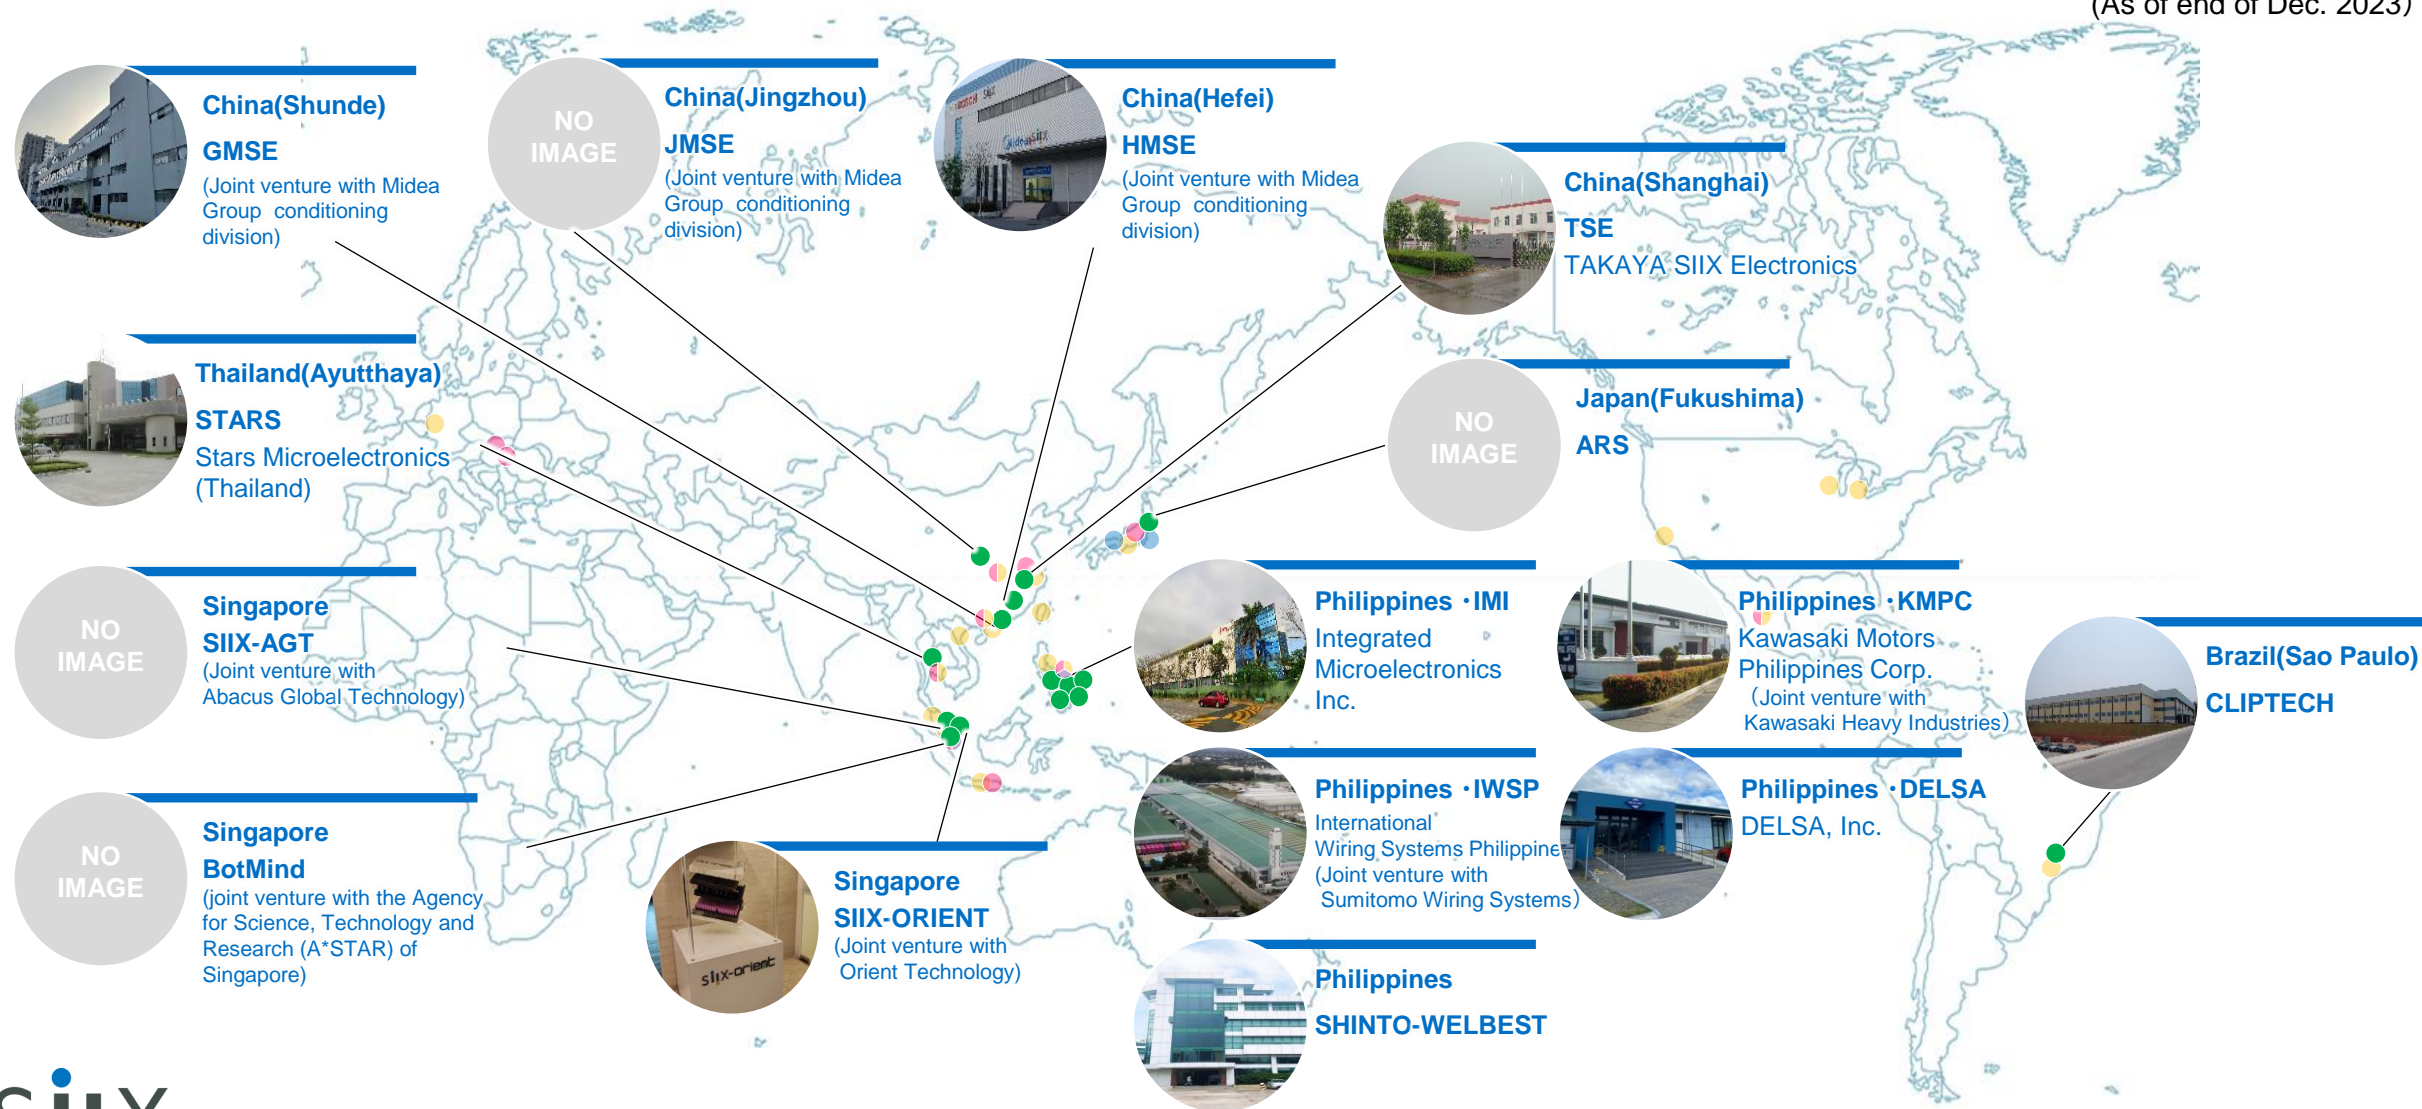 (As of end of Dec. 2023)
China(Shunde)
GMSE
(Joint venture with Midea
Group conditioning
division)
NO
IMAGE
China(Jingzhou)
JMSE
(Joint venture with Midea
Group conditioning
division)
Midea SIIX
China(Hefei)
HMSE
(Joint venture with Midea
Group conditioning
division)
China(Shanghai)
TSE
TAKAYA SIIX Electronics
Thailand(Ayutthaya)
STARS
Stars Microelectronics
(Thailand)
NO
IMAGE
Japan(Fukushima)
ARS
NO
IMAGE
Singapore
SIIX-AGT
(Joint venture with
Abacus Global Technology)
Philippines ・IMI
Integrated
Microelectronics
Inc.
Philippines ・KMPC
Kawasaki Motors
Philippines Corp.
（Joint venture with
Kawasaki Heavy Industries）
Brazil(Sao Paulo)
CLIPTECH
NO
IMAGE
Singapore
BotMind
(joint venture with the Agency
for Science, Technology and
Research (A*STAR) of
Singapore)
siix-orient
Singapore
SIIX-ORIENT
(Joint venture with
Orient Technology)
Philippines ・IWSP
International
Wiring Systems Philippine
(Joint venture with
Sumitomo Wiring Systems）
Philippines ・DELSA
DELSA, Inc.
Philippines
SHINTO-WELBEST
siix